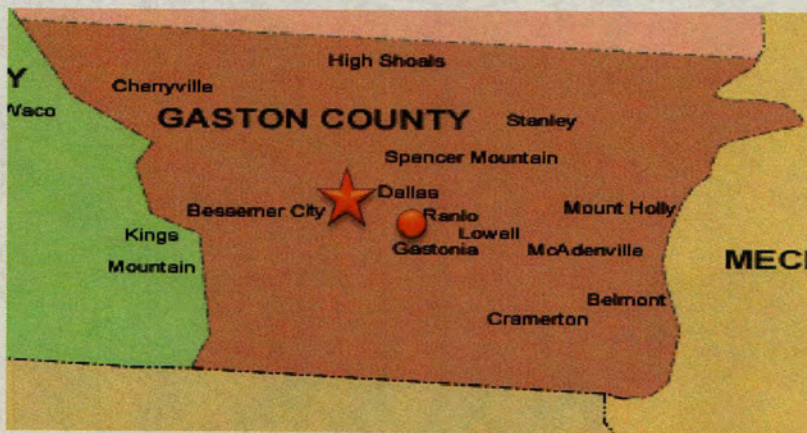 High Shoals
Y
Cherryville
Waco
GASTON COUNTY
Stanley
Spencer Mountain
Dallas
Bessemer City
Ranlo
Mount Holly
Kings
Mountain
Lowell
Gastonia
McAdenville
MECK
Belmont
Cramerton